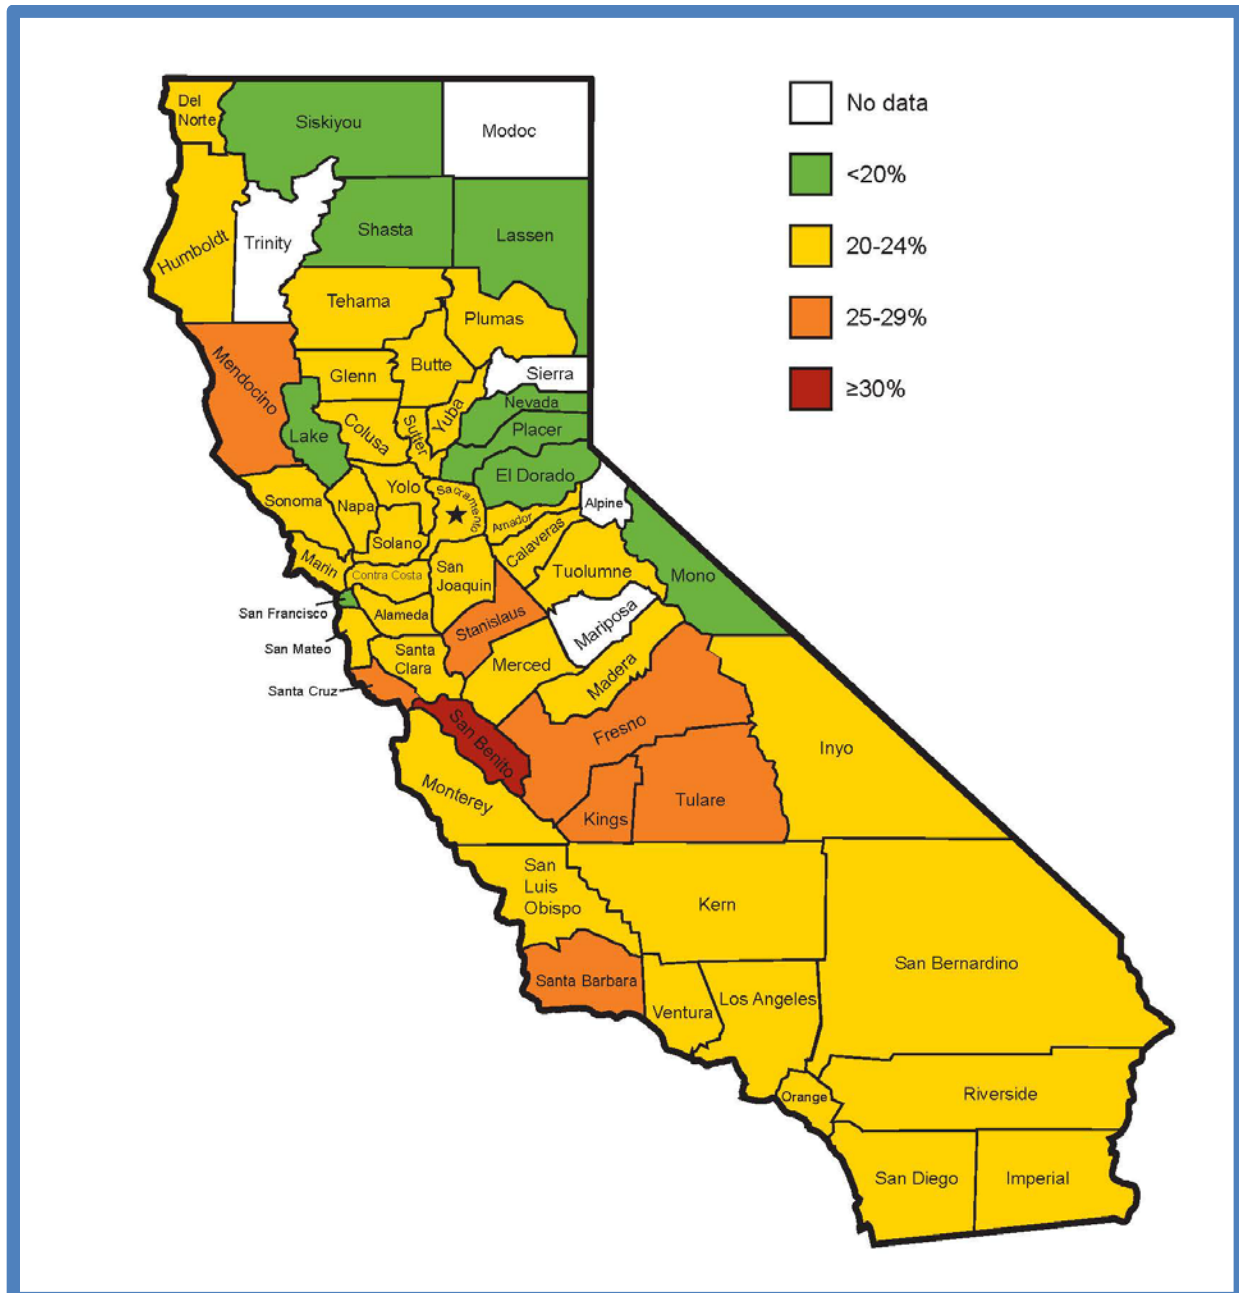 No data
<20%
20-24%
25-29%
≥30%
Del
Norte
Siskiyou
Modoc
Humboldt
Trinity
Shasta
Lassen
Tehama
Plumas
Mendocino
Glenn
Butte
Sierra
Lake
Colusa
Sutter
Yuba
Nevada
Placer
El Dorado
Sonoma
Napa
Yolo
Sacramento
Alpine
Amador
Solano
Calaveras
Marin
Contra Costa
San
Joaquin
Tuolumne
Mono
San Francisco
Alameda
Stanislaus
Mariposa
San Mateo
Santa
Clara
Merced
Madera
Santa Cruz
San Benito
Fresno
Inyo
Monterey
Kings
Tulare
San
Luis
Obispo
Kern
San Bernardino
Santa Barbara
Ventura
Los Angeles
Orange
Riverside
San Diego
Imperial